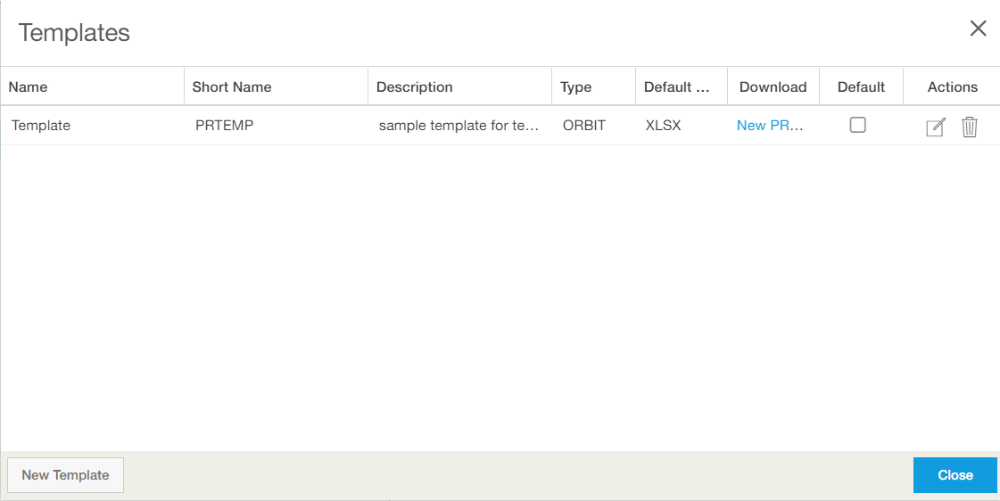 Templates
Name Short Name Description Type Default ... Download Default Actions
Template PRTEMP sample template for te... ORBIT XLSX New PR...
New Template Close